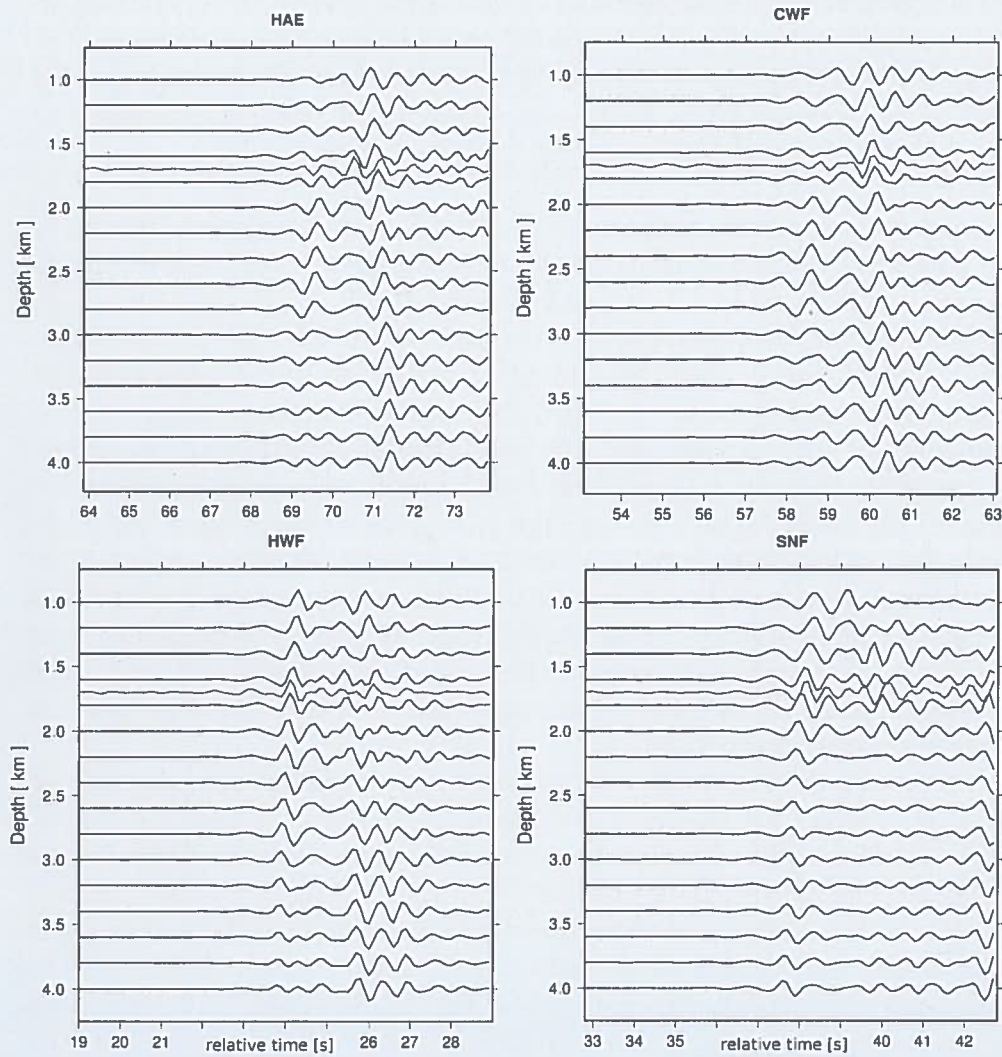 HAE
CWF
Depth [ km ]
1.0
1.5
2.0
2.5
3.0
3.5
4.0
64 65 66 67 68 69 70 71 72 73
Depth [ km ]
1.0
1.5
2.0
2.5
3.0
3.5
4.0
54 55 56 57 58 59 60 61 62 63
HWF
SNF
Depth [ km ]
1.0
1.5
2.0
2.5
3.0
3.5
4.0
19 20 21 relative time [s] 26 27 28
Depth [ km ]
1.0
1.5
2.0
2.5
3.0
3.5
4.0
33 34 35 relative time [s] 40 41 42